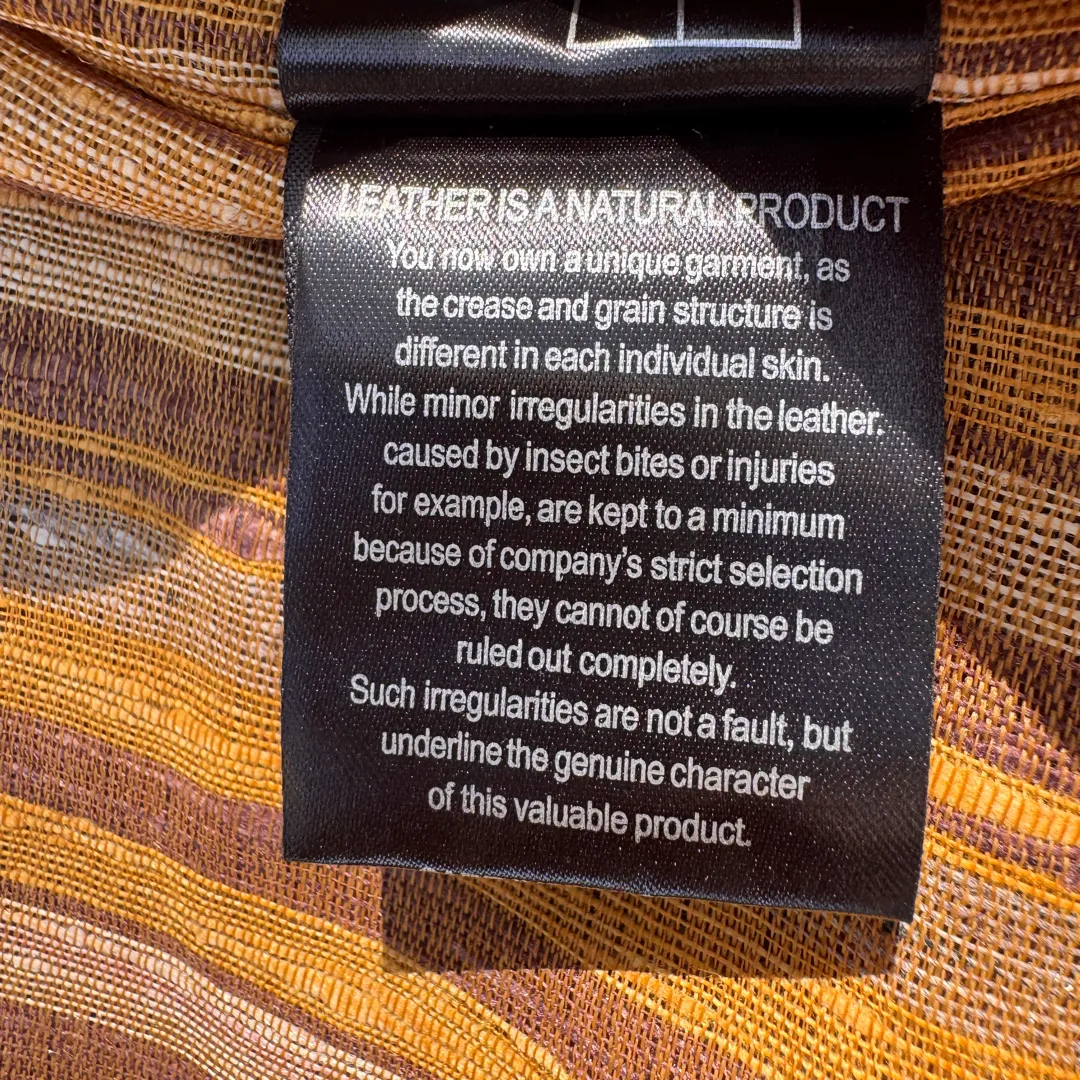 LEATHER IS A NATURAL PRODUCT
You now own a unique garment, as
the crease and grain structure is
different in each individual skin.
While minor irregularities in the leather.
caused by insect bites or injuries
for example, are kept to a minimum
because of company's strict selection
process, they cannot of course be
ruled out completely.
Such irregularities are not a fault, but
underline the genuine character
of this valuable product.